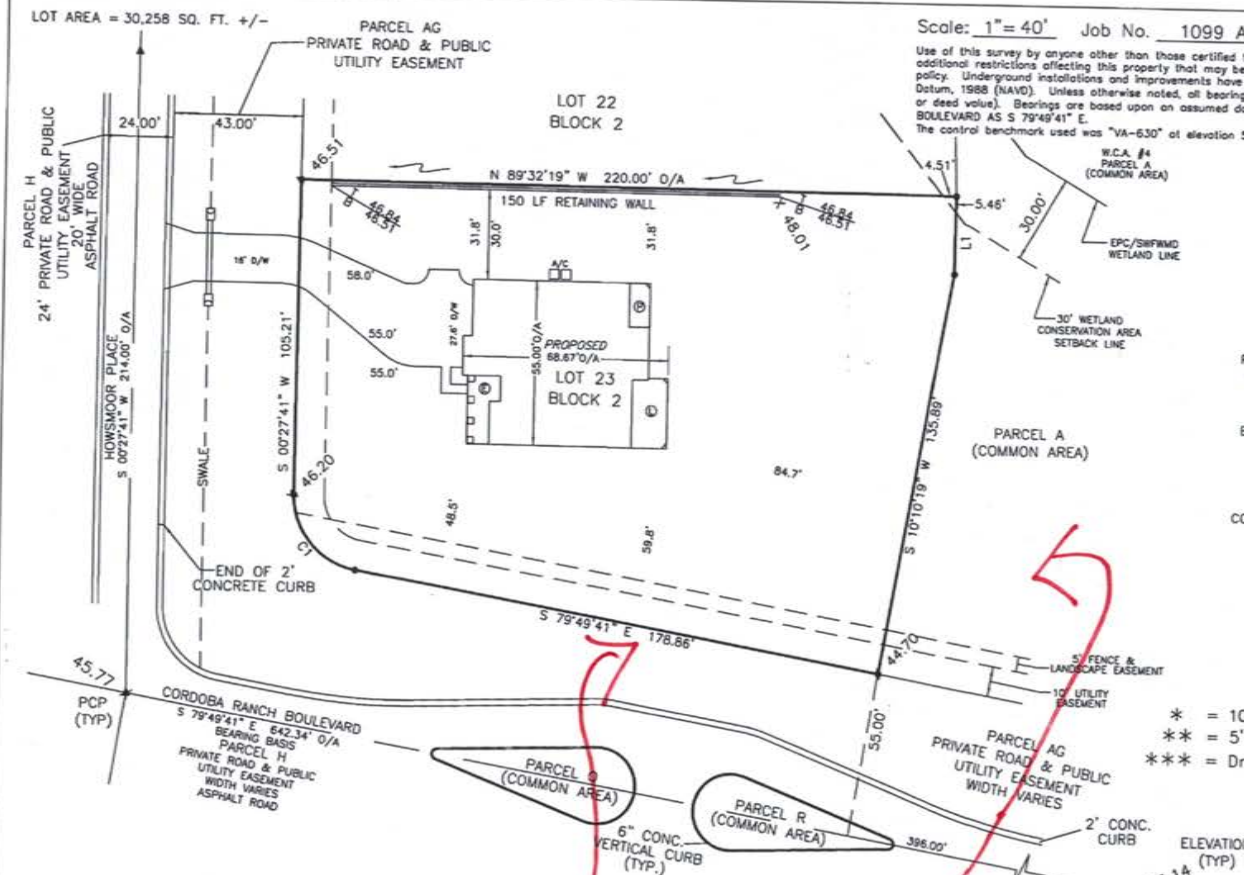 LOT AREA = 30,258 SQ. FT. +/-
PARCEL AG
PRIVATE ROAD & PUBLIC
UTILITY EASEMENT
Scale: 1"= 40'
Job No. 1099 A
Use of this survey by anyone other than those certified
additional restrictions affecting this property that may be
policy. Underground installations and improvements have
Datum, 1988 (NAVD). Unless otherwise noted, all bearing
or deed value). Bearings are based upon an assumed
BOULEVARD AS S 79°49'41" E.
The control benchmark used was "VA-630" at elevation
LOT 22
BLOCK 2
24.00'
43.00'
PARCEL H
24' PRIVATE ROAD & PUBLIC
UTILITY EASEMENT
20' WIDE
ASPHALT ROAD
46.51
N 89°32'19" W 220.00' O/A
150 LF RETAINING WALL
B
46.84
46.51
B
46.84
46.51
48.01
4.51'
5.46'
L1
30.00'
W.C.A. #4
PARCEL A
(COMMON AREA)
EPC/SWFWMD
WETLAND LINE
30' WETLAND
CONSERVATION AREA
SETBACK LINE
31.8'
30.0'
31.8'
16' D/W
58.0'
A/C
P
55.0'
55.0'
27.6' D/W
55.00'O/A
PROPOSED
68.67'O/A
LOT 23
BLOCK 2
HOWSMOOR PLACE
S 00°27'41" W 214.00' O/A
SWALE
S 00°27'41" W 105.21'
46.20
C1
48.5'
59.8'
84.7'
S 10°10'19" W 135.89'
PARCEL A
(COMMON AREA)
END OF 2'
CONCRETE CURB
S 79°49'41" E 178.86'
44.70
5' FENCE &
LANDSCAPE EASEMENT
10' UTILITY
EASEMENT
45.77
PCP
(TYP)
CORDOBA RANCH BOULEVARD
S 79°49'41" E 642.34' O/A
BEARING BASIS
PARCEL H
PRIVATE ROAD & PUBLIC
UTILITY EASEMENT
WIDTH VARIES
ASPHALT ROAD
(COMMON AREA)
PARCEL R
(COMMON AREA)
6" CONC.
VERTICAL CURB
(TYP.)
55.00'
396.00'
PARCEL AG
PRIVATE ROAD & PUBLIC
UTILITY EASEMENT
WIDTH VARIES
2' CONC.
CURB
* = 10
** = 5'
*** = Dr
ELEVATION
(TYP)